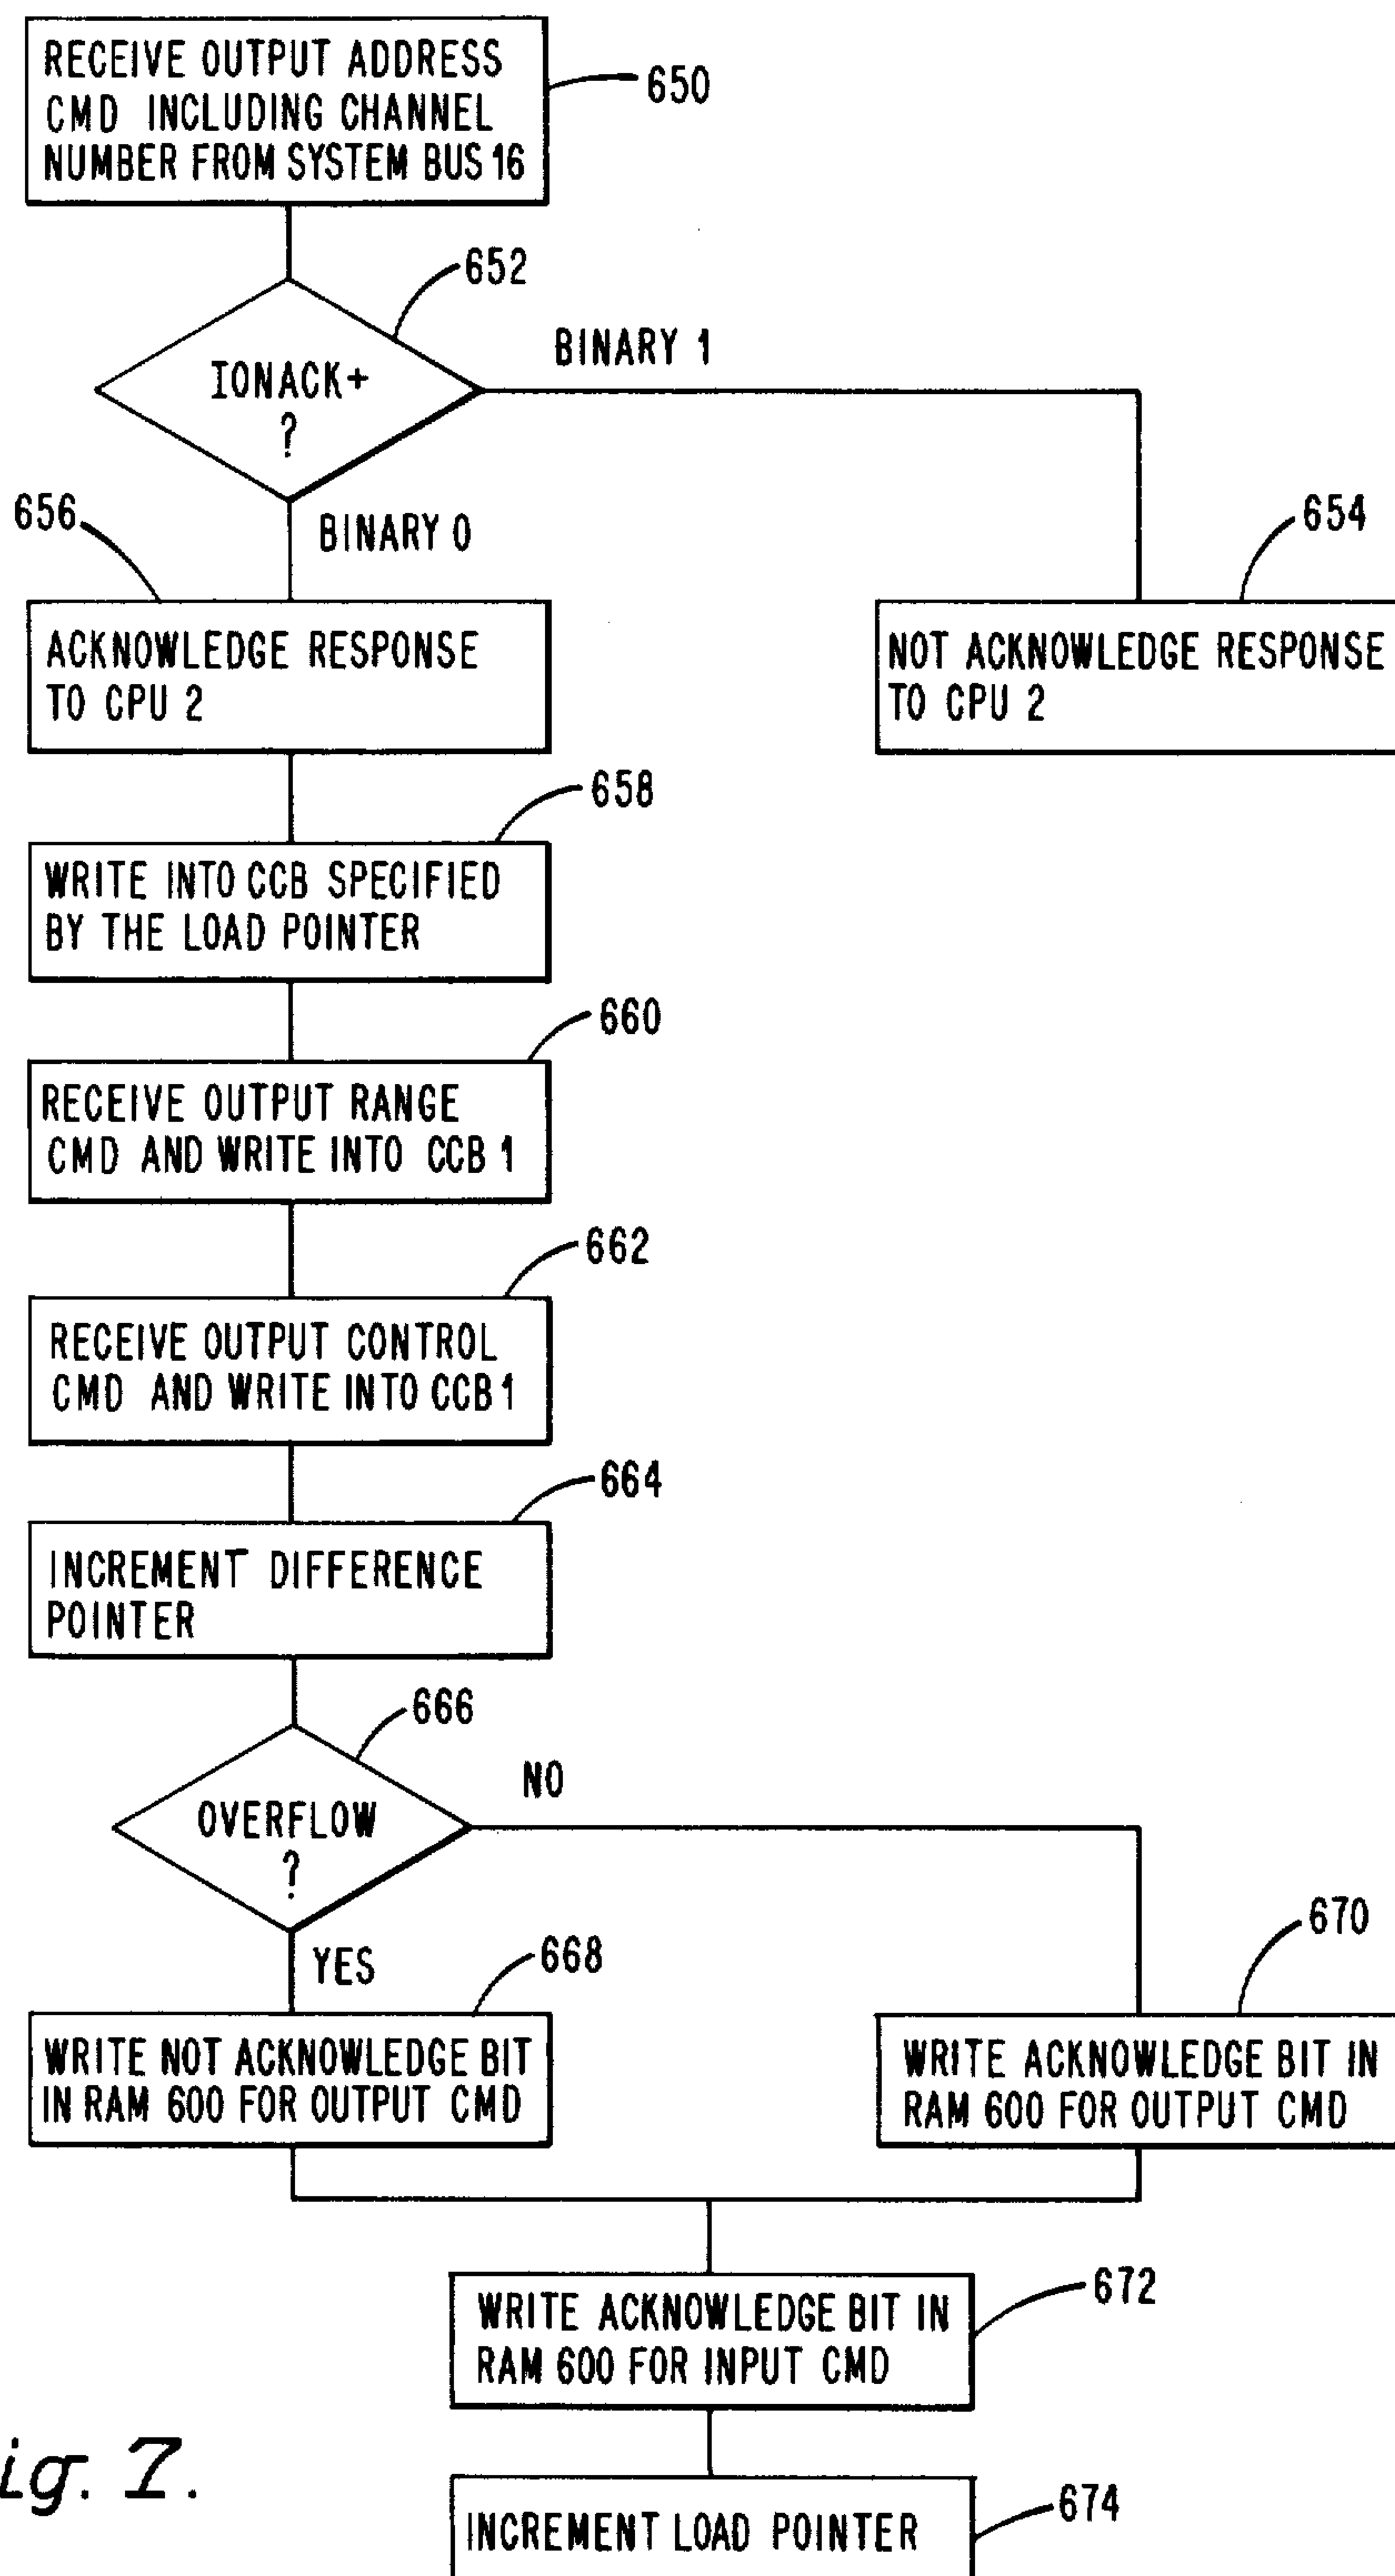 RECEIVE OUTPUT ADDRESS
CMD INCLUDING CHANNEL
NUMBER FROM SYSTEM BUS 16
650
652
IONACK+
?
BINARY 1
BINARY 0
656
654
ACKNOWLEDGE RESPONSE
TO CPU 2
NOT ACKNOWLEDGE RESPONSE
TO CPU 2
658
WRITE INTO CCB SPECIFIED
BY THE LOAD POINTER
660
RECEIVE OUTPUT RANGE
CMD AND WRITE INTO CCB 1
662
RECEIVE OUTPUT CONTROL
CMD AND WRITE INTO CCB 1
664
INCREMENT DIFFERENCE
POINTER
666
OVERFLOW
?
NO
YES
668
670
WRITE NOT ACKNOWLEDGE BIT
IN RAM 600 FOR OUTPUT CMD
WRITE ACKNOWLEDGE BIT IN
RAM 600 FOR OUTPUT CMD
672
WRITE ACKNOWLEDGE BIT IN
RAM 600 FOR INPUT CMD
ig. 7.
674
INCREMENT LOAD POINTER